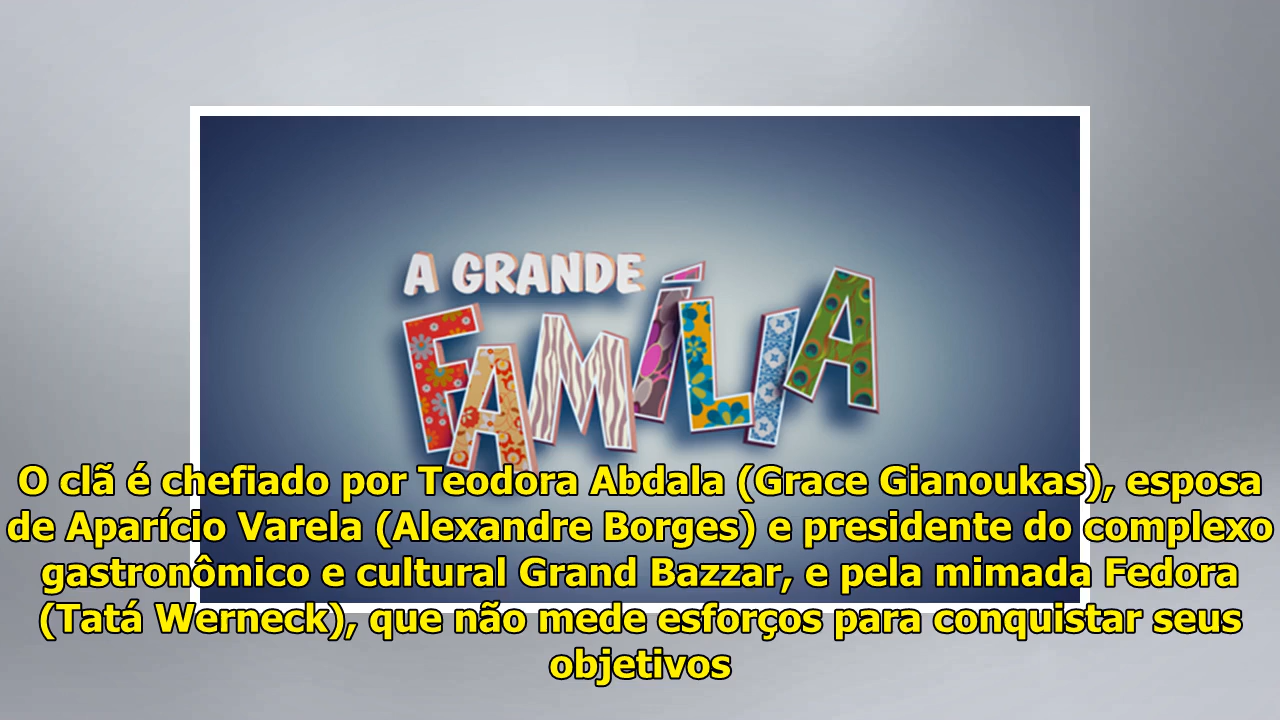 A GRANDE
FAMÍLIA
O clã é chefiado por Teodora Abdala (Grace Gianoukas), esposa
de Aparício Varela (Alexandre Borges) e presidente do complexo
gastronômico e cultural Grand Bazzar, e pela mimada Fedora
(Tatá Werneck), que não mede esforços para conquistar seus
objetivos